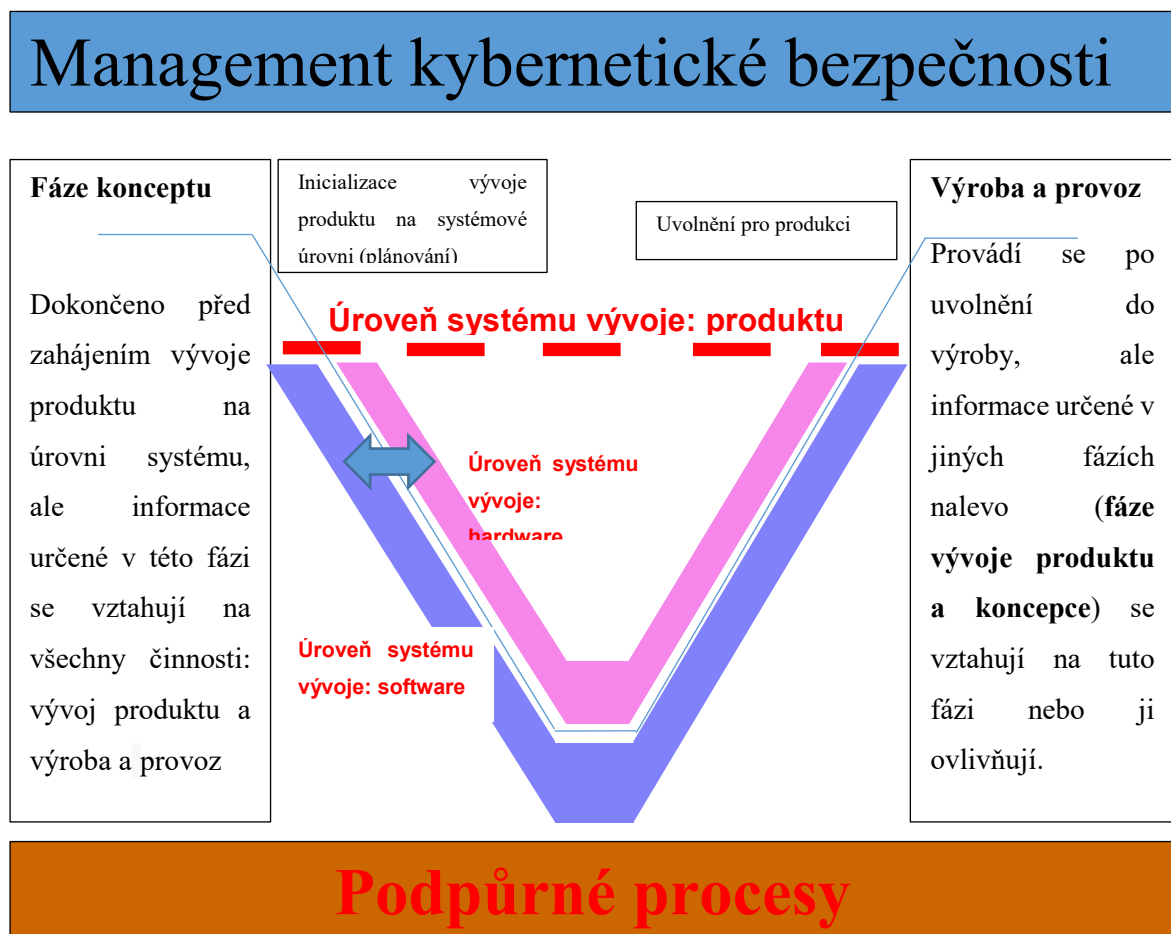 Management kybernetické bezpečnosti
Fáze konceptu
Dokončeno před
zahájením vývoje
produktu na
úrovni systému,
ale informace
určené v této fázi
se vztahují na
všechny činnosti:
vývoj produktu a
výroba a provoz
Inicializace vývoje
produktu na systémové
úrovni (plánování)
Uvolnění pro produkci
Úroveň systému vývoje: produktu
Úroveň systému
vývoje:
hardware
Úroveň systému
vývoje: software
Výroba a provoz
Provádí se po
uvolnění do
výroby, ale
informace určené v
jiných fázích
nalevo (fáze
vývoje produktu
a koncepce) se
vztahují na tuto
fázi nebo ji
ovlivňují.
Podpůrné procesy